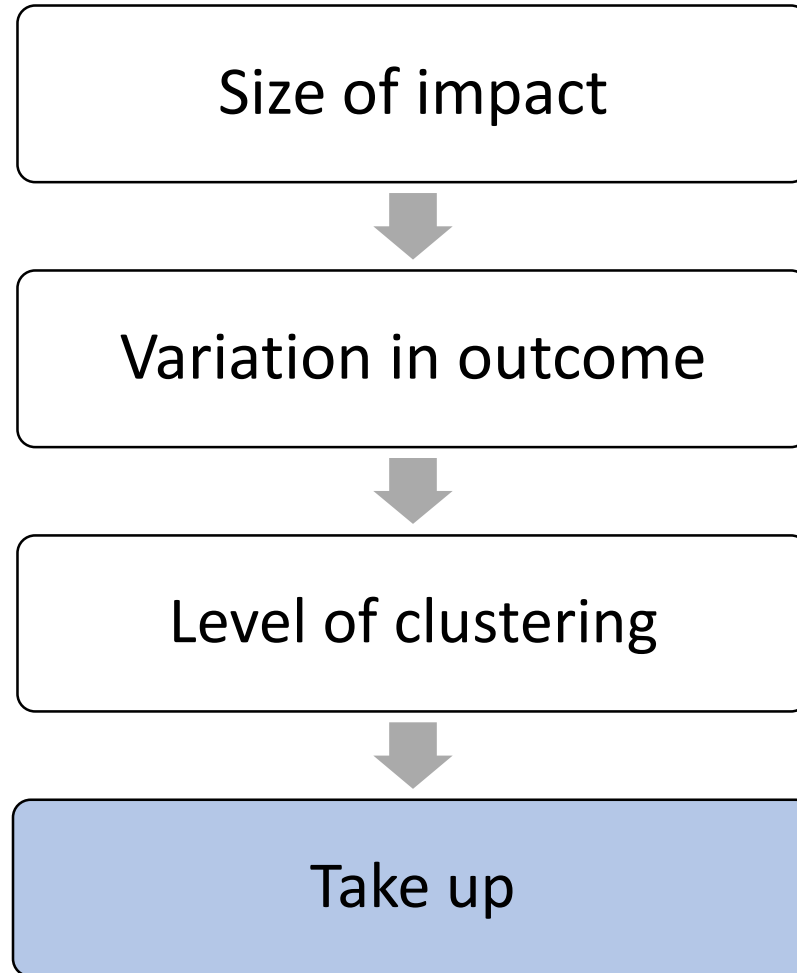 Size of impact
Variation in outcome
Level of clustering
Take up